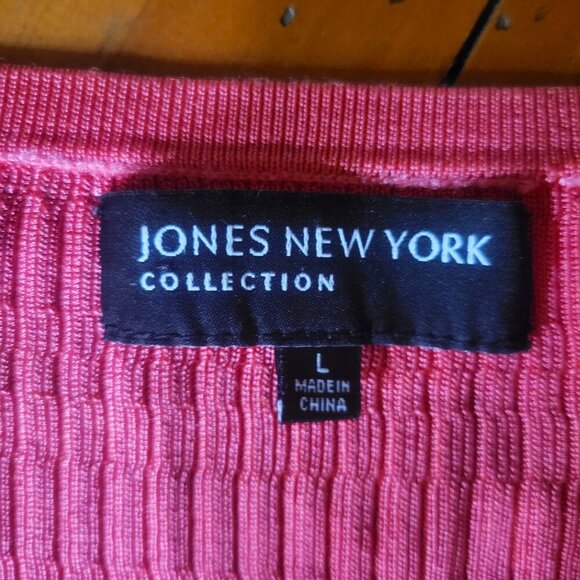 JONES NEW YORK
COLLECTION
L
MADE IN
CHINA